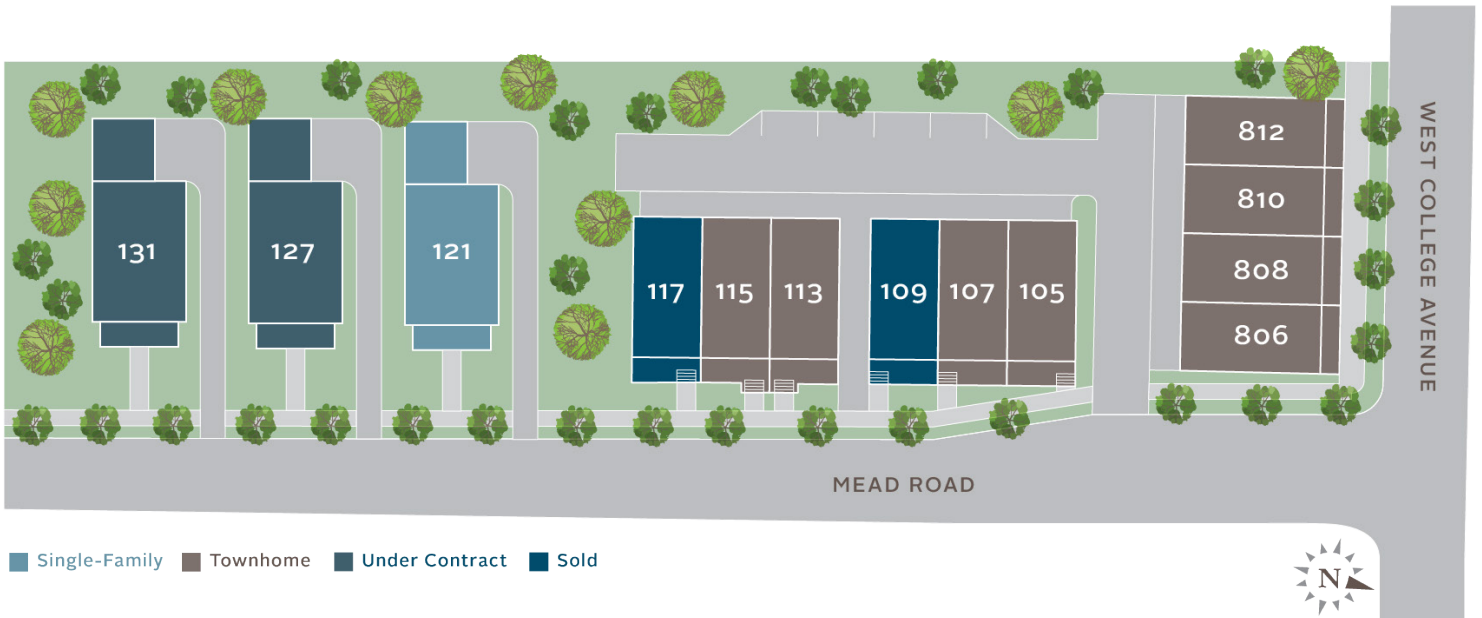 812
810
808
806
WEST COLLEGE AVENUE
131
127
121
117
115
113
109
107
105
MEAD ROAD
Single-Family
Townhome
Under Contract
Sold
N